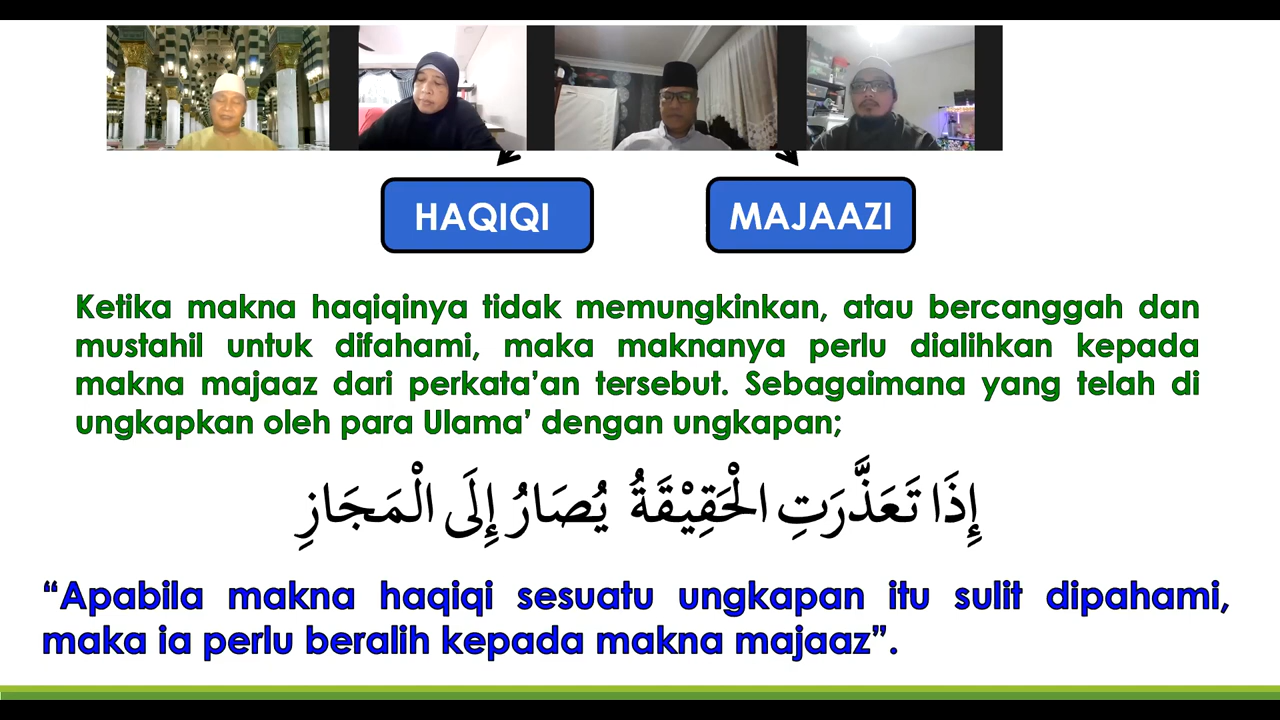 HAQIQI
MAJAAZI
Ketika makna haqiqinya tidak memungkinkan, atau bercanggah dan
mustahil untuk difahami, maka maknanya perlu dialihkan kepada
makna majaaz dari perkata’an tersebut. Sebagaimana yang telah di
ungkapkan oleh para Ulama’ dengan ungkapan;
إِذَا تَعَذَّرَتِ الْحَقِيْقَةُ يُصَارُ إِلَى الْمَجَازِ
“Apabila makna haqiqi sesuatu ungkapan itu sulit dipahami,
maka ia perlu beralih kepada makna majaaz”.